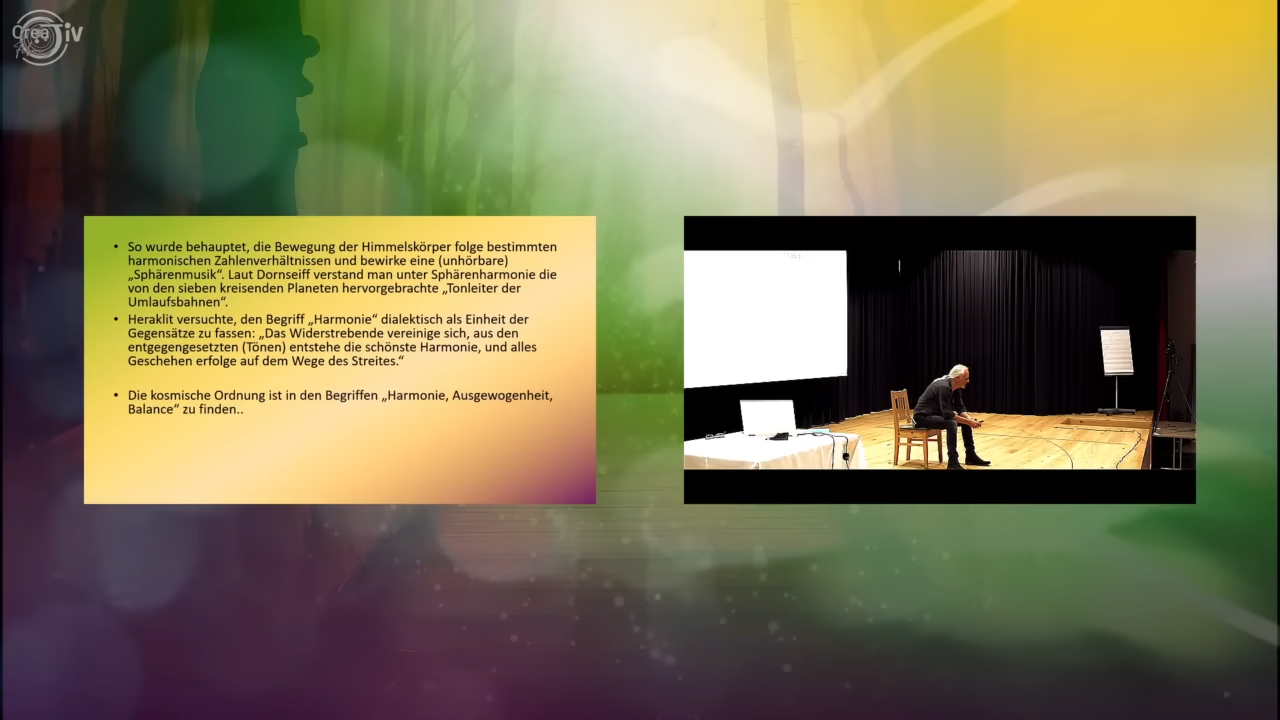 CreaTiv
• So wurde behauptet, die Bewegung der Himmelskörper folge bestimmten
harmonischen Zahlenverhältnissen und bewirke eine (unhörbare)
„Sphärenmusik“. Laut Dornseiff verstand man unter Sphärenharmonie die
von den sieben kreisenden Planeten hervorgebrachte „Tonleiter der
Umlaufsbahnen“.
• Heraklit versuchte, den Begriff „Harmonie“ dialektisch als Einheit der
Gegensätze zu fassen: „Das Widerstrebende vereinige sich, aus den
entgegengesetzten (Tönen) entstehe die schönste Harmonie, und alles
Geschehen erfolge auf dem Wege des Streites.“
• Die kosmische Ordnung ist in den Begriffen „Harmonie, Ausgewogenheit,
Balance“ zu finden..